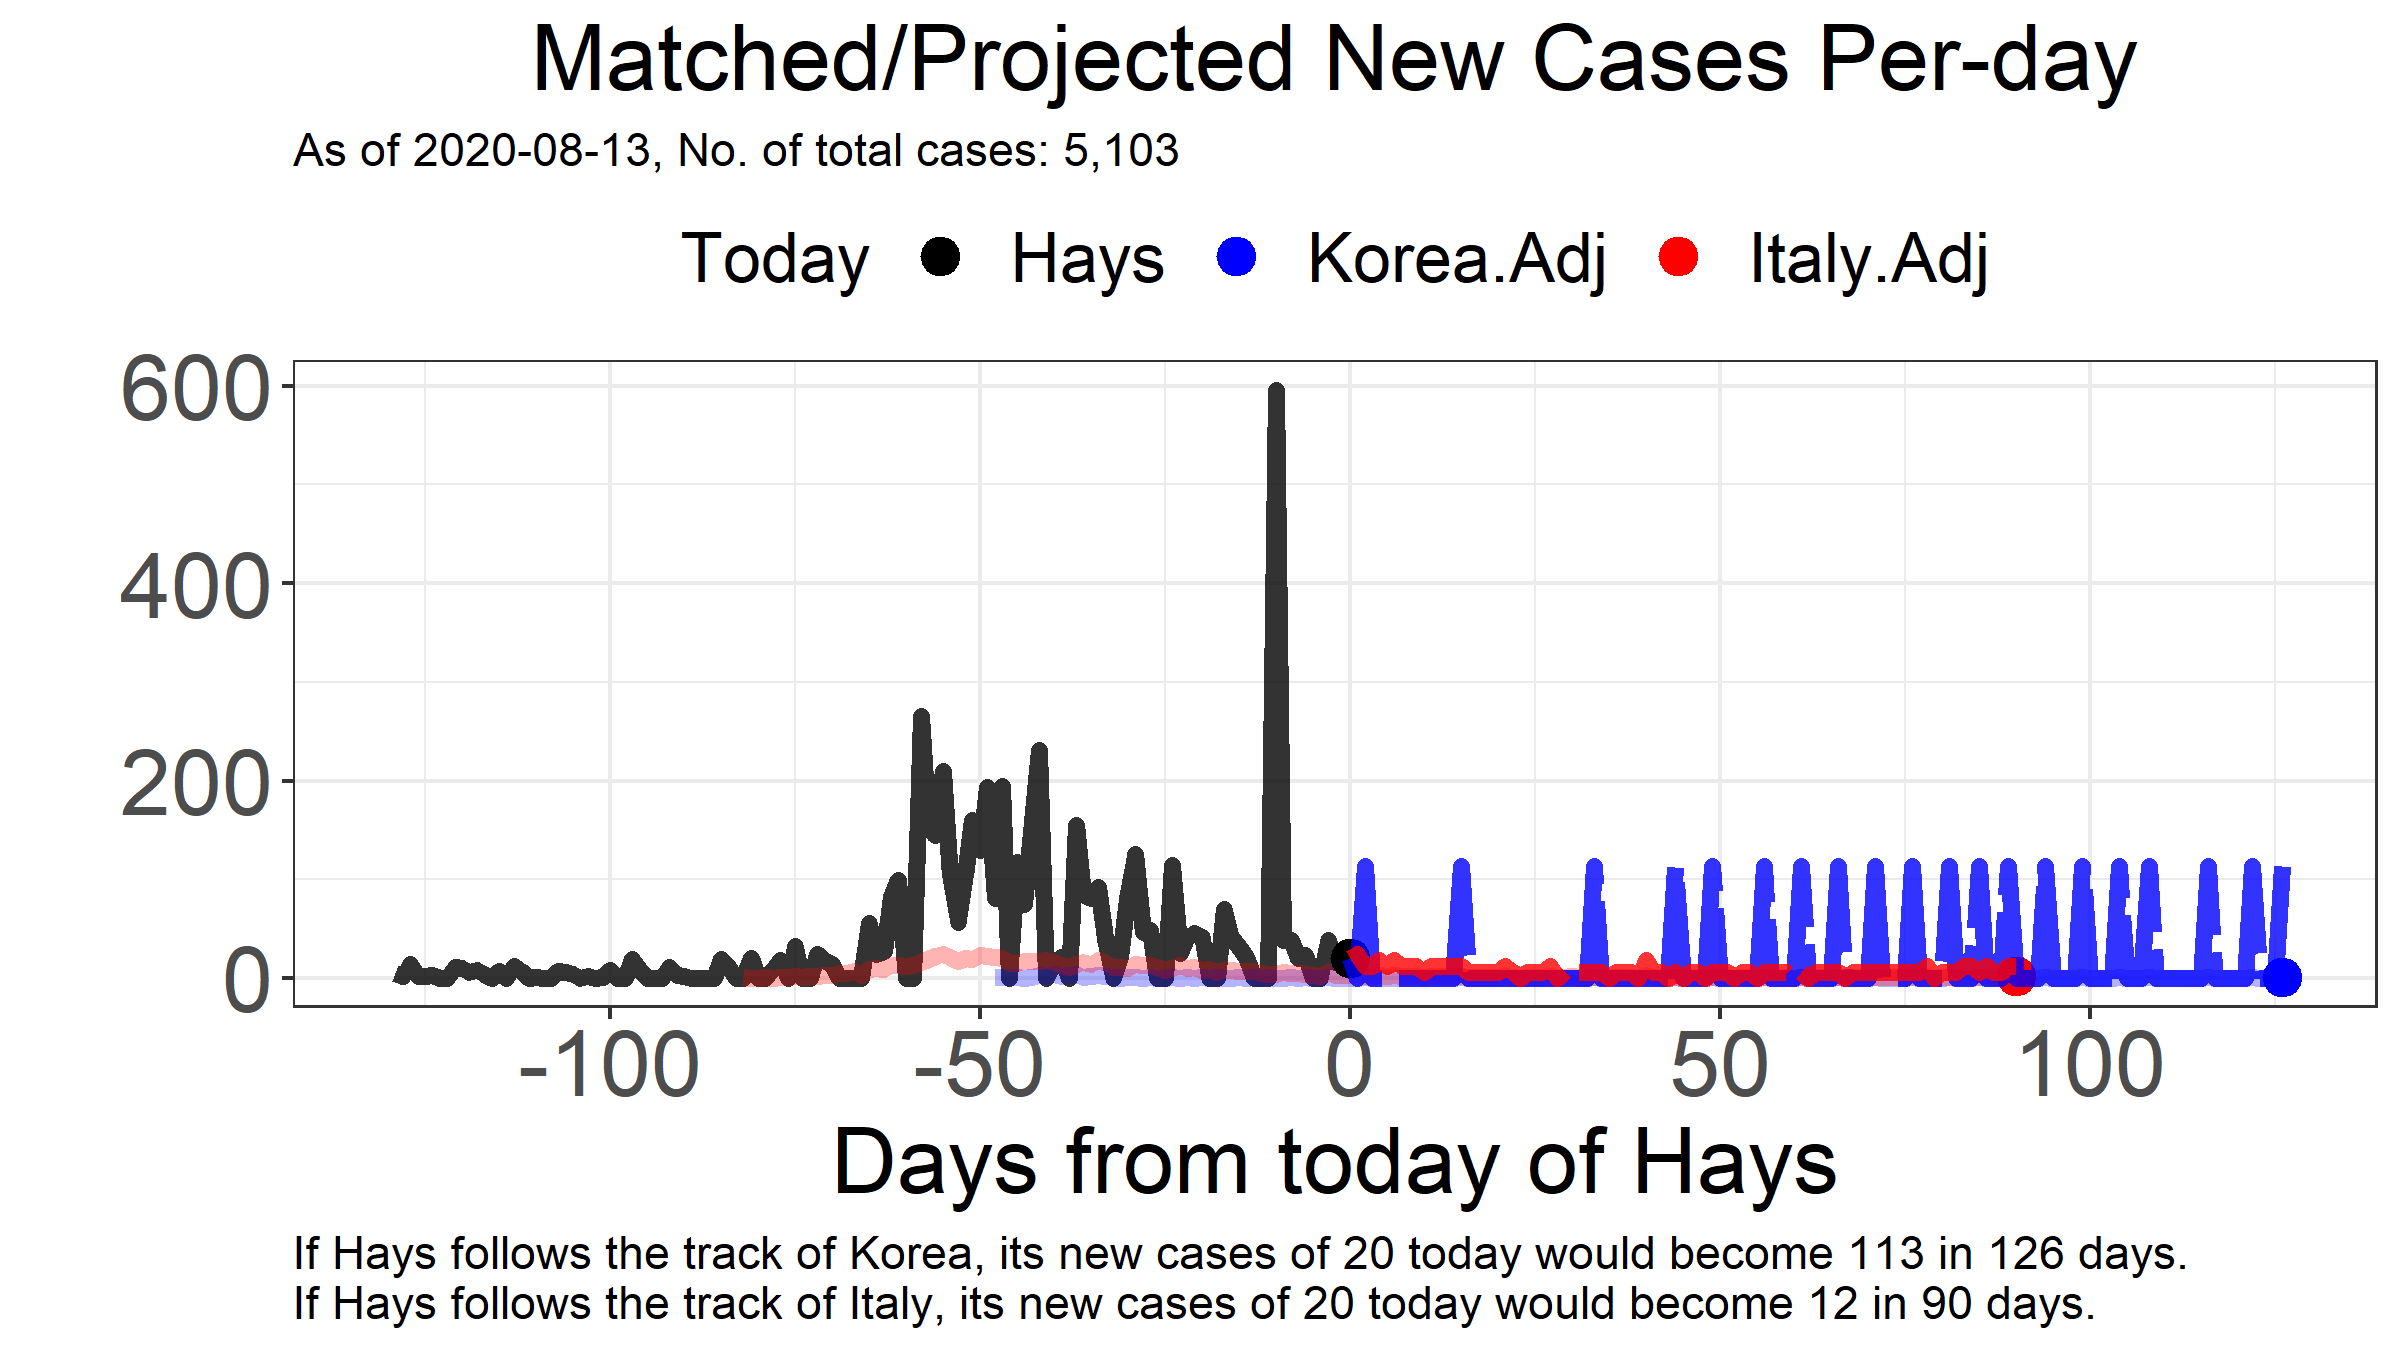 Matched/Projected New Cases Per-day
As of 2020-08-13, No. of total cases: 5,103
Today Hays Korea.Adj Italy.Adj
600
400
200
0
-100 -50 0 50 100
Days from today of Hays
If Hays follows the track of Korea, its new cases of 20 today would become 113 in 126 days.
If Hays follows the track of Italy, its new cases of 20 today would become 12 in 90 days.